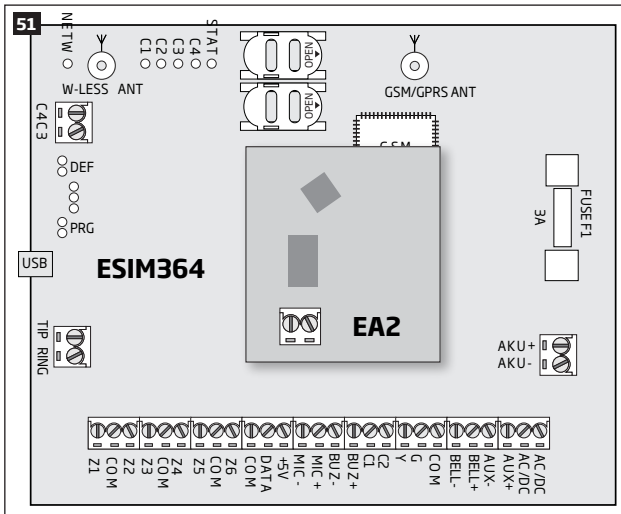 51
NETW
C1
C2
C3
C4
STAT
OPEN
W-LESS ANT
GSM/GPRS ANT
OPEN
C4 C3
GSM
DEF
PRG
FUSE F1
3A
USB
ESIM364
EA2
TIP RING
AKU+
AKU-
Z1
COM
Z2
Z3
COM
Z4
Z5
COM
Z6
COM
DATA
+5V
MIC-
MIC+
BUZ-
BUZ+
C1
C2
Y
G
COM
BELL-
BELL+
AUX-
AUX+
AC/DC
AC/DC